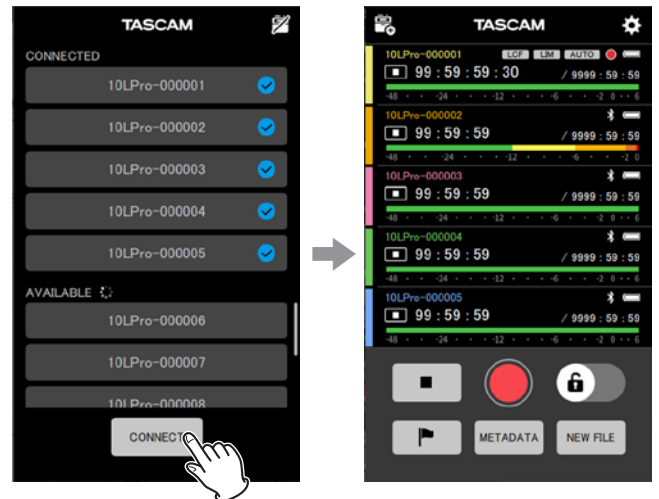 TASCAM
CONNECTED
10LPro-000001
10LPro-000002
10LPro-000003
10LPro-000004
10LPro-000005
AVAILABLE
10LPro-000006
10LPro-000007
10LPro-000008
CONNECT
TASCAM
10LPro-000001 LCF LIM AUTO
99 : 59 : 59 : 30 / 9999 : 59 : 59
-48 -24 -12 -6 -2 0 6
10LPro-000002
99 : 59 : 59 / 9999 : 59 : 59
-48 -24 -12 -6 -2 0
10LPro-000003
99 : 59 : 59 / 9999 : 59 : 59
-48 -24 -12 -6 -2 0 6
10LPro-000004
99 : 59 : 59 / 9999 : 59 : 59
-48 -24 -12 -6 -2 0 6
10LPro-000005
99 : 59 : 59 / 9999 : 59 : 59
-48 -24 -12 -6 -2 0 6
METADATA NEW FILE